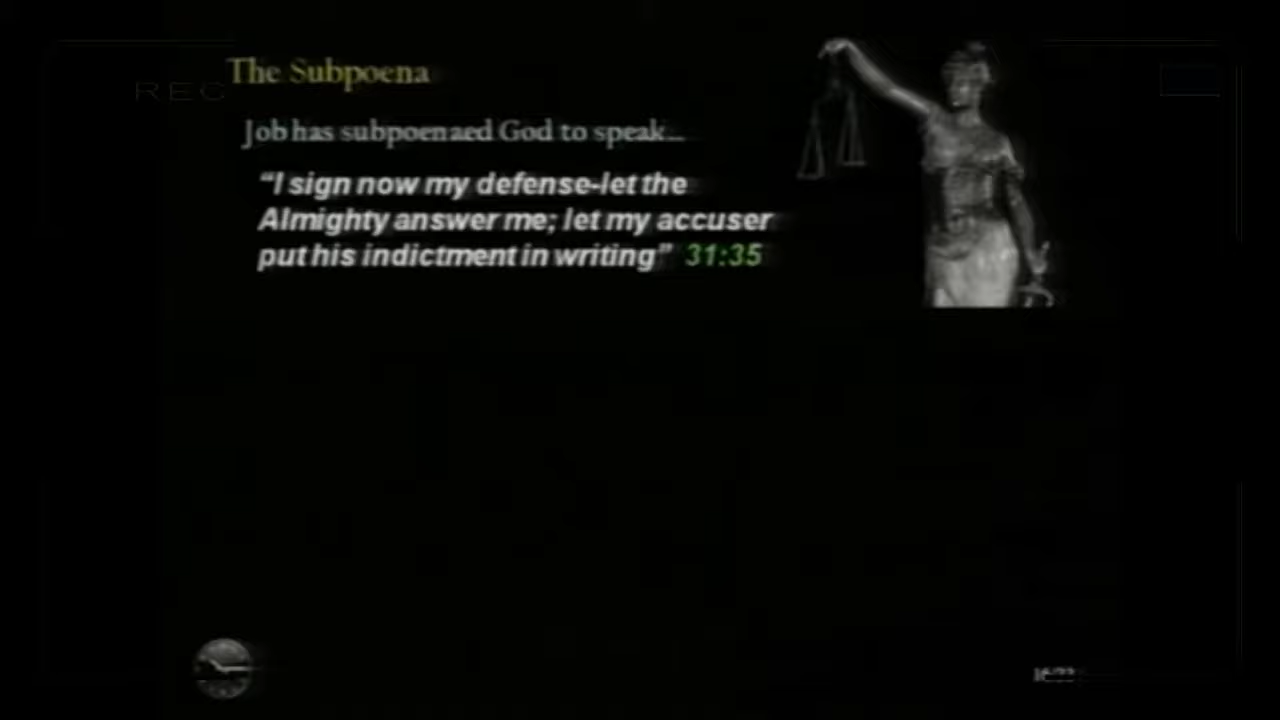 The Subpoena
REC
Job has subpoenaed God to speak...
“I sign now my defense-let the
Almighty answer me; let my accuser
put his indictment in writing” 31:35